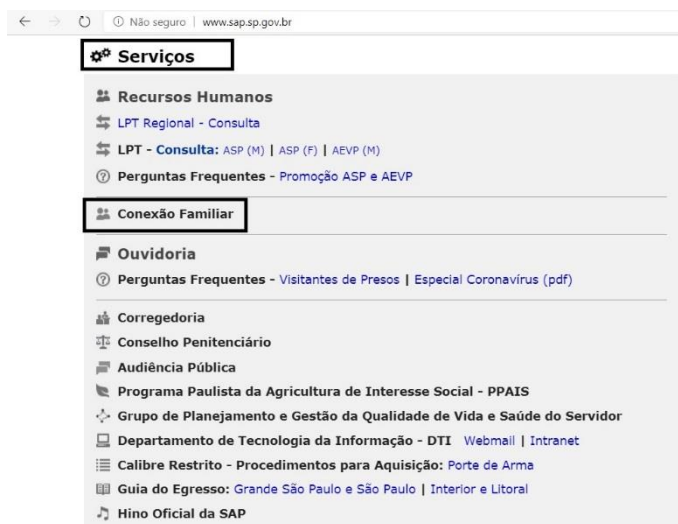 Não seguro | www.sap.sp.gov.br
Serviços
Recursos Humanos
LPT Regional - Consulta
LPT - Consulta: ASP (M) | ASP (F) | AEVP (M)
Perguntas Frequentes - Promoção ASP e AEVP
Conexão Familiar
Ouvidoria
Perguntas Frequentes - Visitantes de Presos | Especial Coronavírus (pdf)
Corregedoria
Conselho Penitenciário
Audiência Pública
Programa Paulista da Agricultura de Interesse Social - PPAIS
Grupo de Planejamento e Gestão da Qualidade de Vida e Saúde do Servidor
Departamento de Tecnologia da Informação - DTI Webmail | Intranet
Calibre Restrito - Procedimentos para Aquisição: Porte de Arma
Guia do Egresso: Grande São Paulo e São Paulo | Interior e Litoral
Hino Oficial da SAP